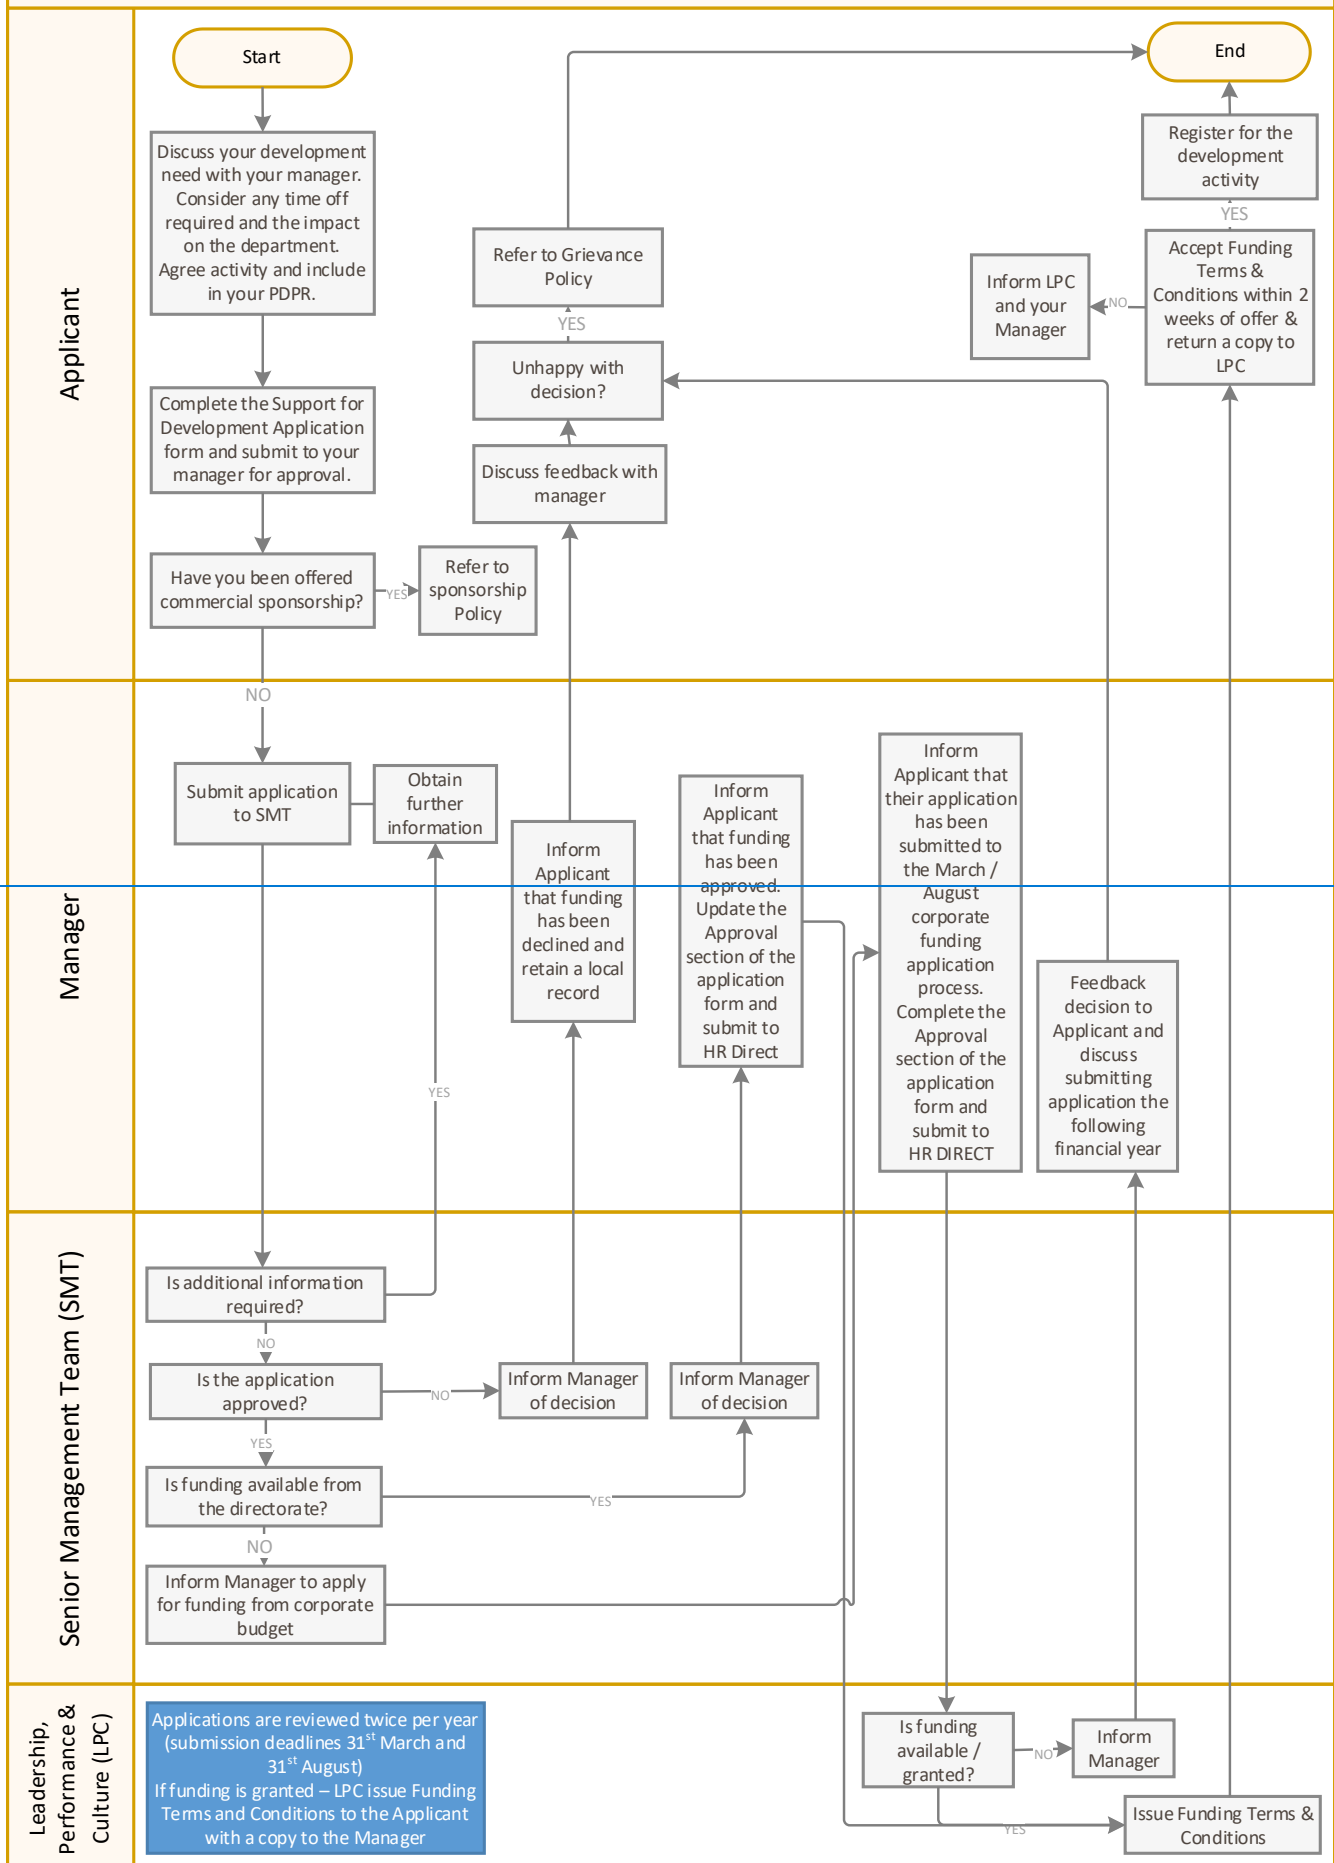 Applicant
Start
Discuss your development
need with your manager.
Consider any time off
required and the impact
on the department.
Agree activity and include
in your PDPR.
Complete the Support for
Development Application
form and submit to your
manager for approval.
Have you been offered
commercial sponsorship?
YES
Refer to
sponsorship
Policy
NO
Refer to Grievance
Policy
YES
Unhappy with
decision?
Discuss feedback with
manager
End
Register for the
development
activity
YES
Accept Funding
Terms &
Conditions within 2
weeks of offer &
return a copy to
LPC
NO
Inform LPC
and your
Manager
Manager
Submit application
to SMT
Obtain
further
information
YES
Inform
Applicant
that funding
has been
declined and
retain a local
record
Inform
Applicant
that funding
has been
approved.
Update the
Approval
section of the
application
form and
submit to
HR Direct
Inform
Applicant that
their application
has been
submitted to
the March /
August
corporate
funding
application
process.
Complete the
Approval
section of the
application
form and
submit to
HR DIRECT
Feedback
decision to
Applicant and
discuss
submitting
application the
following
financial year
Senior Management Team (SMT)
Is additional information
required?
NO
Is the application
approved?
NO
Inform Manager
of decision
Inform Manager
of decision
YES
Is funding available from
the directorate?
YES
NO
Inform Manager to apply
for funding from corporate
budget
Leadership,
Performance &
Culture (LPC)
Applications are reviewed twice per year
(submission deadlines 31st March and
31st August)
If funding is granted – LPC issue Funding
Terms and Conditions to the Applicant
with a copy to the Manager
Is funding
available /
granted?
NO
Inform
Manager
YES
Issue Funding Terms &
Conditions